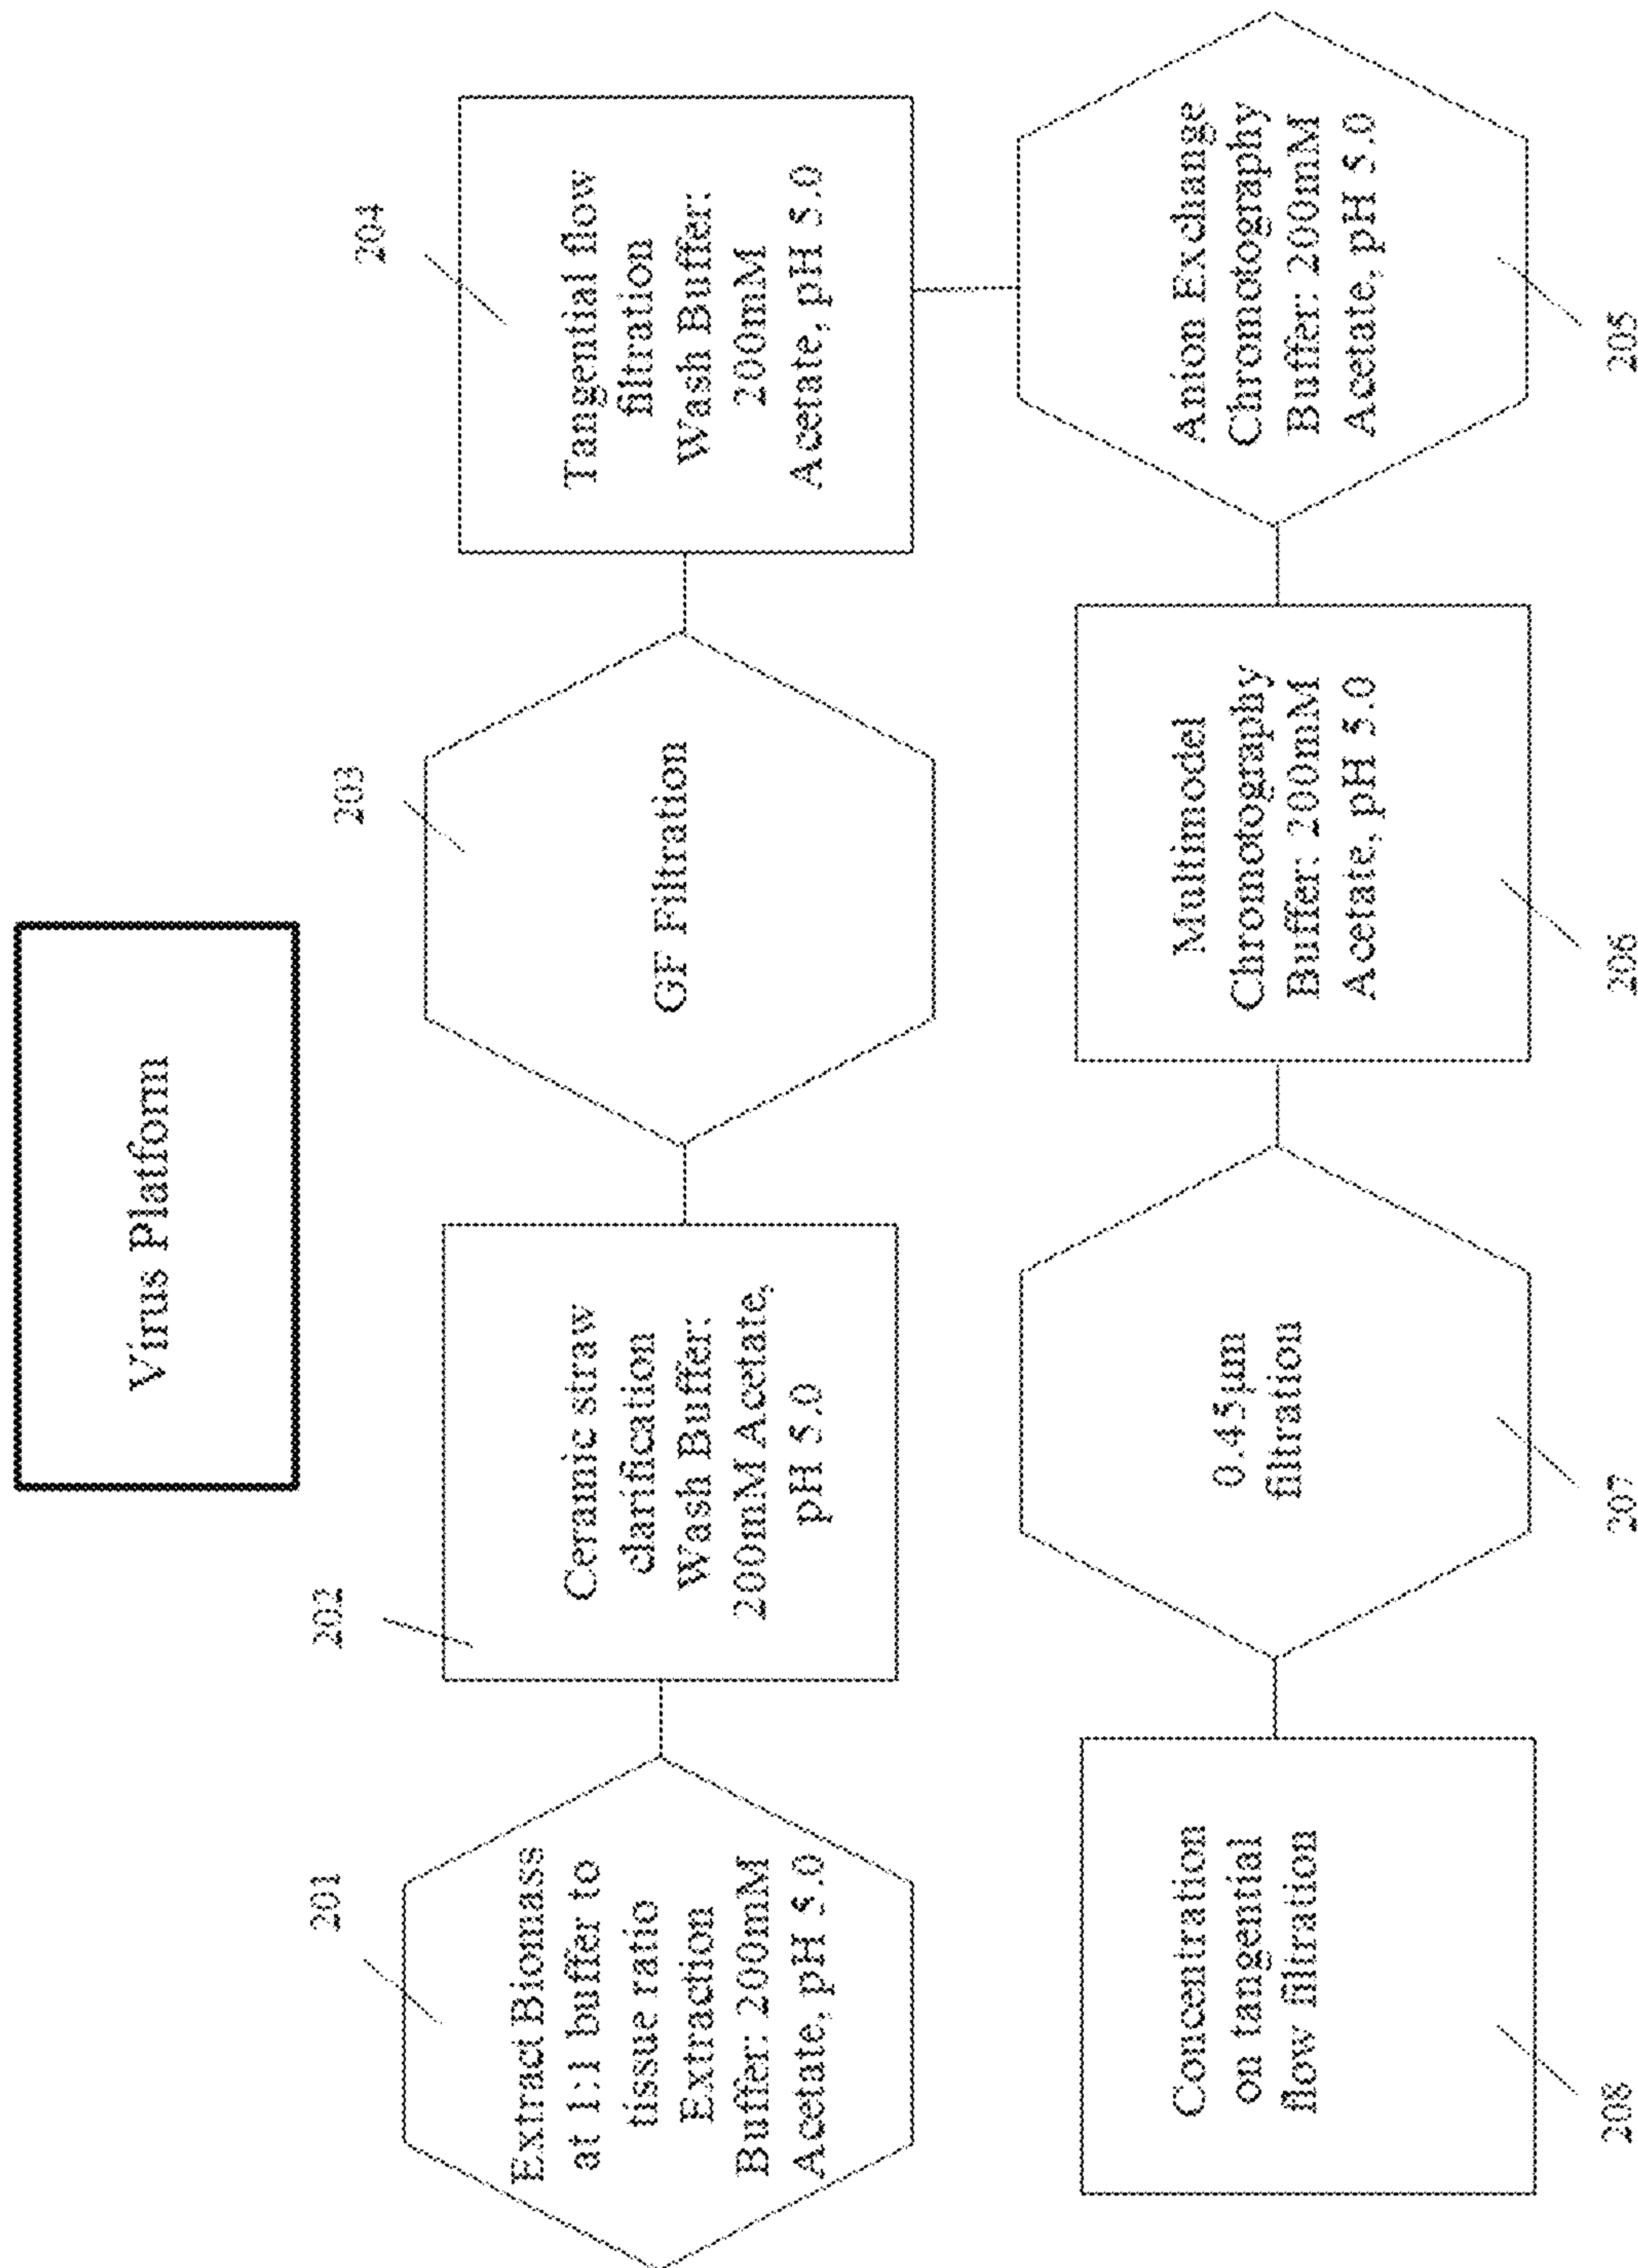 Virus Platform
201
Extract Biomass
at 1:1 buffer to
tissue ratio
Extraction
Buffer: 200mM
Acetate, pH 5.0
202
Ceramic straw
clarification
Wash Buffer:
200mM Acetate,
pH 5.0
203
GF Filtration
204
Tangential flow
filtration
Wash Buffer:
200mM
Acetate, pH 5.0
Anion Exchange
Chromotography
Buffer: 200mM
Acetate, pH 5.0
205
Multimodel
Chromotography
Buffer: 200mM
Acetate, pH 5.0
206
0.45μm
filtration
207
Concentration
on tangential
flow filtration
208